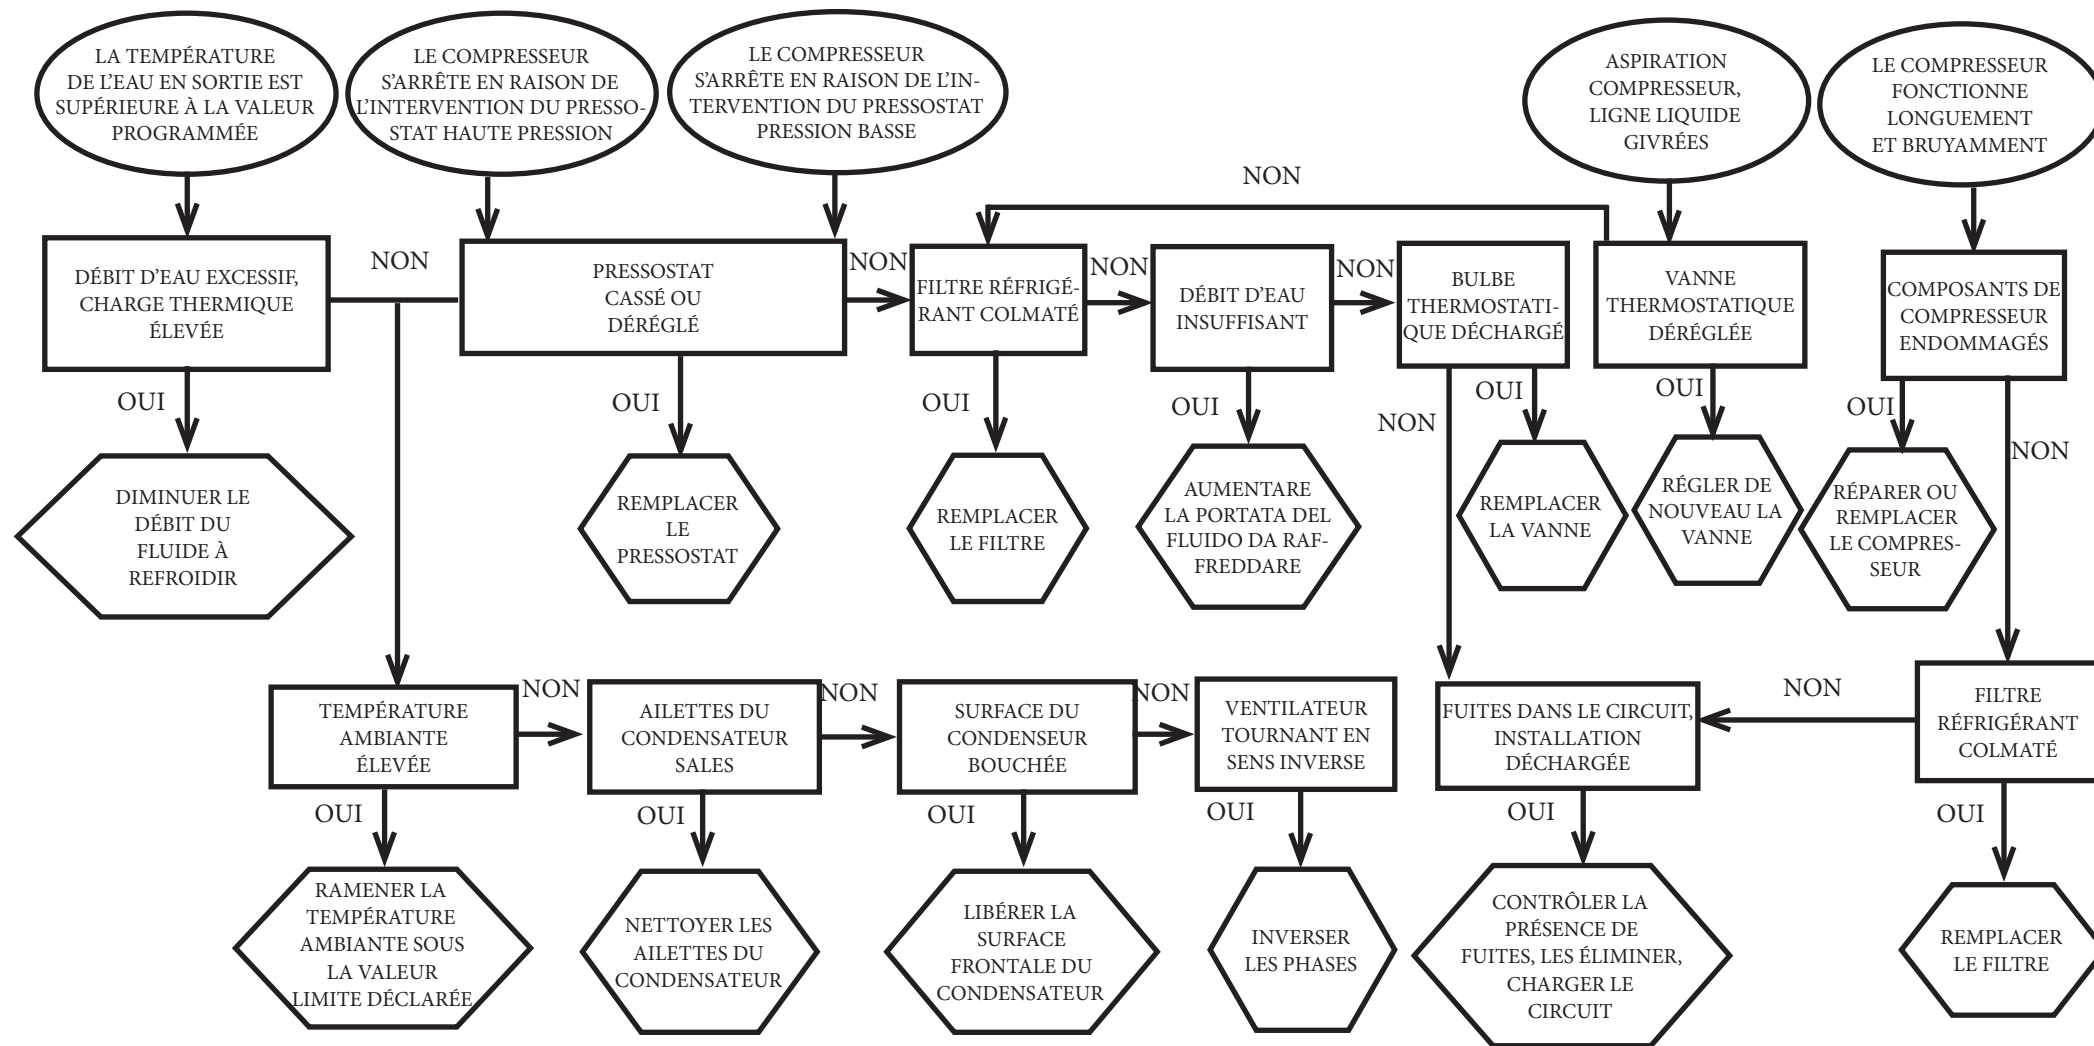 LA TEMPÉRATURE
DE L'EAU EN SORTIE EST
SUPÉRIEURE À LA VALEUR
PROGRAMMÉE
LE COMPRESSEUR
S'ARRÊTE EN RAISON DE
L'INTERVENTION DU PRESSO-
STAT HAUTE PRESSION
LE COMPRESSEUR
S'ARRÊTE EN RAISON DE L'IN-
TERVENTION DU PRESSOSTAT
PRESSION BASSE
ASPIRATION
COMPRESSEUR,
LIGNE LIQUIDE
GIVRÉES
LE COMPRESSEUR
FONCTIONNE
LONGUEMENT
ET BRUYAMMENT
NON
DÉBIT D'EAU EXCESSIF,
CHARGE THERMIQUE
ÉLEVÉE
NON
PRESSOSTAT
CASSÉ OU
DÉRÉGLÉ
NON
FILTRE RÉFRIGÉ-
RANT COLMATÉ
NON
DÉBIT D'EAU
INSUFFISANT
NON
BULBE
THERMOSTATI-
QUE DÉCHARGÉ
VANNE
THERMOSTATIQUE
DÉRÉGLÉE
COMPOSANTS DE
COMPRESSEUR
ENDOMMAGÉS
OUI
OUI
OUI
OUI
NON
OUI
OUI
OUI
NON
DIMINUER LE
DÉBIT DU
FLUIDE À
REFROIDIR
REMPLACER
LE
PRESSOSTAT
REMPLACER
LE FILTRE
AUMENTARE
LA PORTATA DEL
FLUIDO DA RAF-
FREDDARE
REMPLACER
LA VANNE
RÉGLER DE
NOUVEAU LA
VANNE
RÉPARER OU
REMPLACER
LE COMPRES-
SEUR
TEMPÉRATURE
AMBIANTE
ÉLEVÉE
NON
AILETTES DU
CONDENSATEUR
SALES
NON
SURFACE DU
CONDENSEUR
BOUCHÉE
NON
VENTILATEUR
TOURNANT EN
SENS INVERSE
FUITES DANS LE CIRCUIT,
INSTALLATION
DÉCHARGÉE
NON
FILTRE
RÉFRIGÉRANT
COLMATÉ
OUI
OUI
OUI
OUI
OUI
OUI
RAMENER LA
TEMPÉRATURE
AMBIANTE SOUS
LA VALEUR
LIMITE DÉCLARÉE
NETTOYER LES
AILETTES DU
CONDENSATEUR
LIBÉRER LA
SURFACE
FRONTALE DU
CONDENSATEUR
INVERSER
LES PHASES
CONTRÔLER LA
PRÉSENCE DE
FUITES, LES ÉLIMINER,
CHARGER LE
CIRCUIT
REMPLACER
LE FILTRE